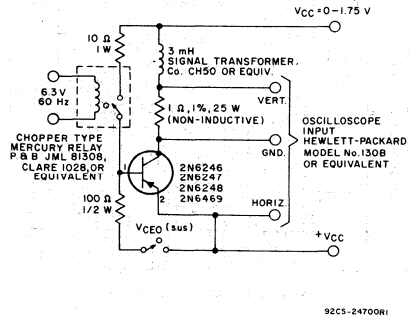 VCC = 0-1.75 V
10 Ω
1 W
3 mH
SIGNAL TRANSFORMER.
Co. CH50 OR EQUIV.
6.3 V
60 Hz
VERT.
1 Ω, 1%, 25 W
(NON-INDUCTIVE)
OSCILLOSCOPE
INPUT
HEWLETT-PACKARD
MODEL No. 130B
OR EQUIVALENT
GND.
CHOPPER TYPE
MERCURY RELAY
P. & B JML 81308,
CLARE 1028, OR
EQUIVALENT
1
2N6246
2N6247
2N6248
2N6469
2
100 Ω
1/2 W
HORIZ.
VCEO (sus)
+VCC
92CS-24700R1